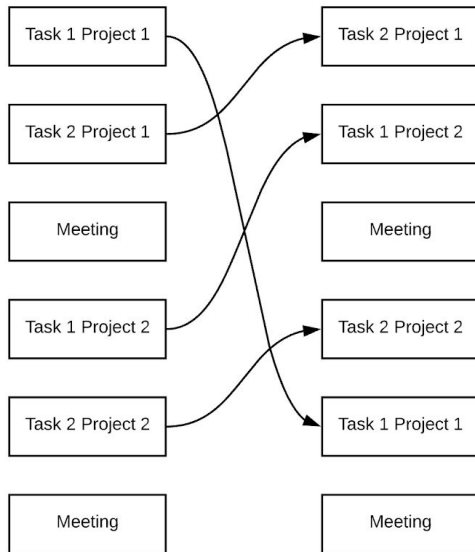 Task 1 Project 1
Task 2 Project 1
Meeting
Task 1 Project 2
Task 2 Project 2
Meeting
Task 2 Project 1
Task 1 Project 2
Meeting
Task 2 Project 2
Task 1 Project 1
Meeting